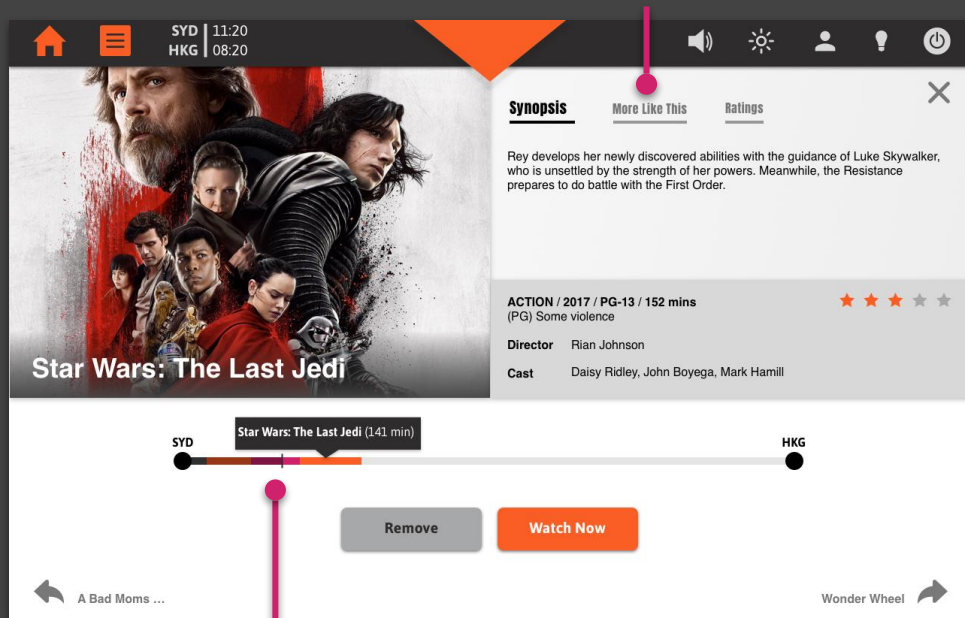 SYD 11:20
HKG 08:20
Synopsis
More Like This
Ratings
Rey develops her newly discovered abilities with the guidance of Luke Skywalker,
who is unsettled by the strength of her powers. Meanwhile, the Resistance
prepares to do battle with the First Order.
Star Wars: The Last Jedi
ACTION / 2017 / PG-13 / 152 mins
(PG) Some violence
Director Rian Johnson
Cast Daisy Ridley, John Boyega, Mark Hamill
Star Wars: The Last Jedi (141 min)
SYD
HKG
Remove
Watch Now
A Bad Moms ...
Wonder Wheel